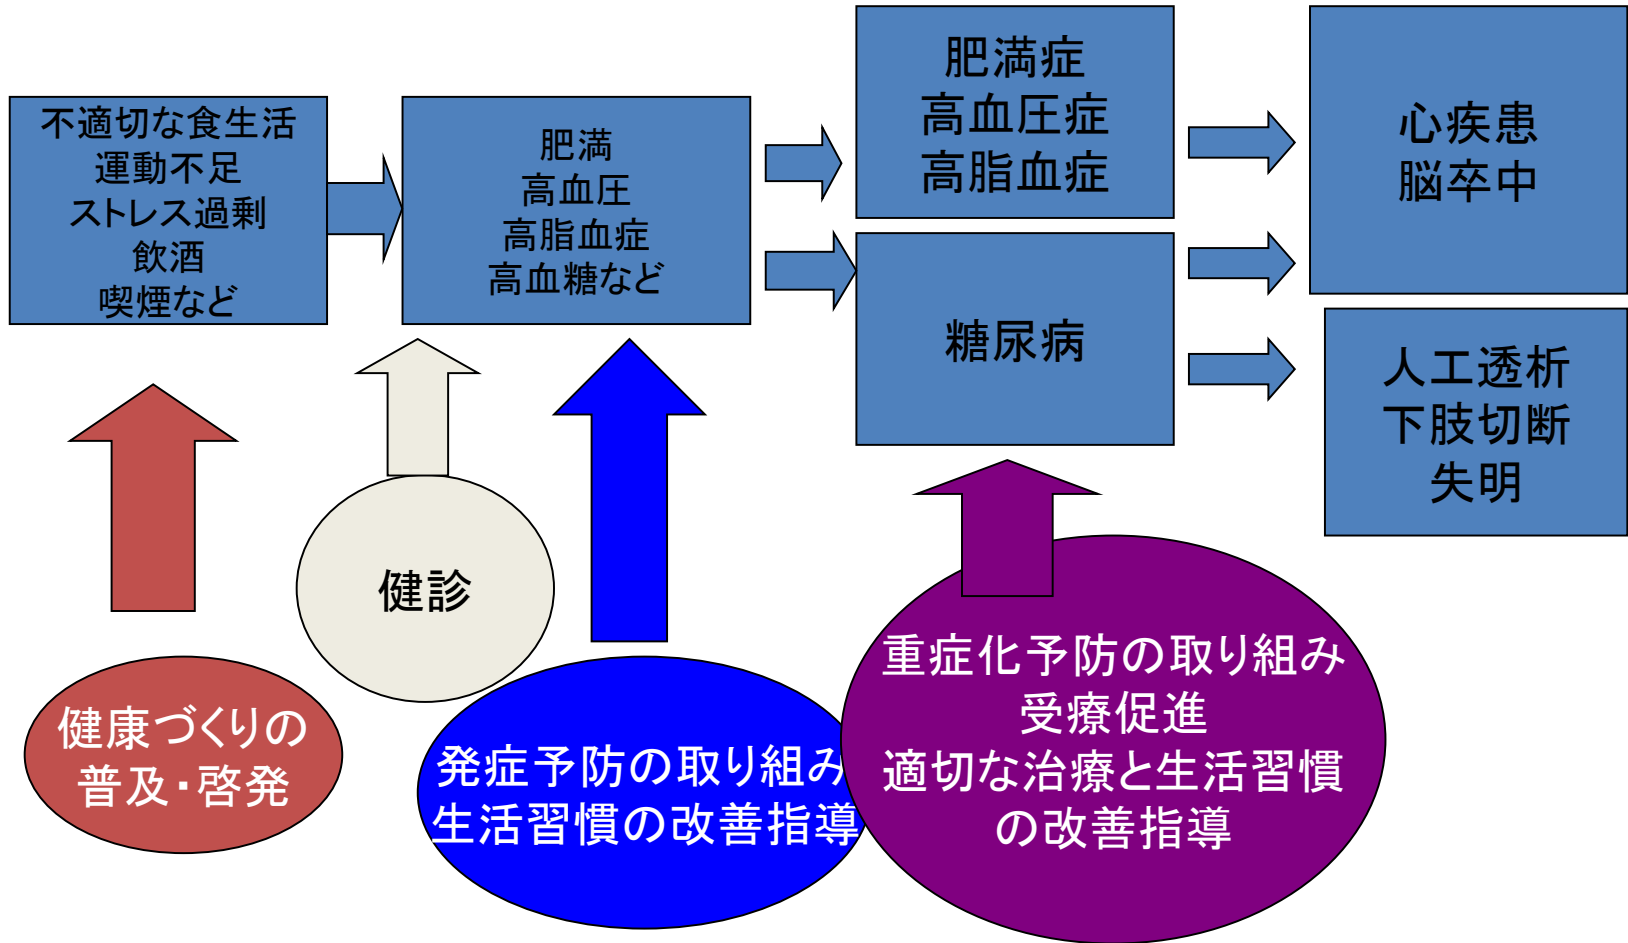 不適切な食生活
運動不足
ストレス過剰
飲酒
喫煙など
肥満
高血圧
高脂血症
高血糖など
肥満症
高血圧症
高脂血症
糖尿病
心疾患
脳卒中
人工透析
下肢切断
失明
健康づくりの
普及・啓発
健診
発症予防の取り組み
生活習慣の改善指導
重症化予防の取り組み
受療促進
適切な治療と生活習慣
の改善指導